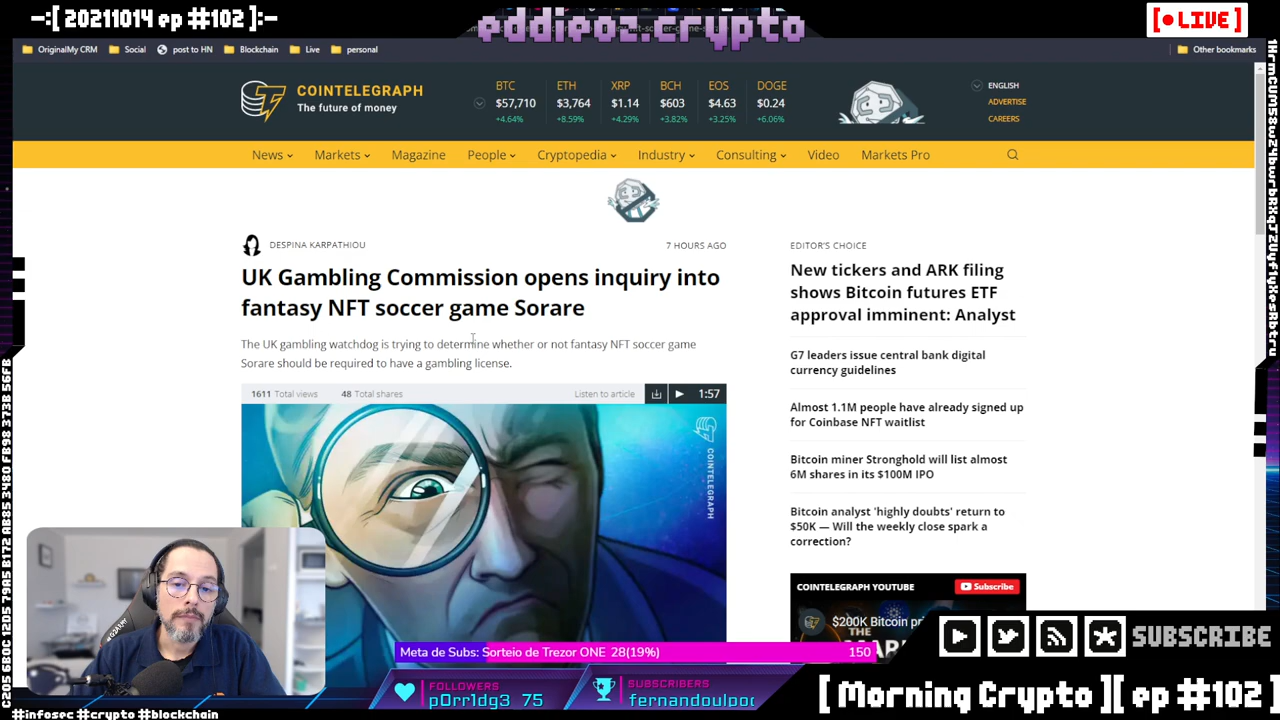 -:[ 20211014 ep #102 ]:-
eddieoz.crypto
[ LIVE ]
OriginalMy CRM
Social
post to HN
Blockchain
Live
personal
Other bookmarks
COINTELEGRAPH
The future of money
BTC ETH XRP BCH EOS DOGE
$57,710 $3,764 $1.14 $603 $4.63 $0.24
+4.64% +8.59% +4.29% +3.82% +3.25% +6.06%
ENGLISH
ADVERTISE
CAREERS
News Markets Magazine People Cryptopedia Industry Consulting Video Markets Pro
DESPINA KARPATHIOU
7 HOURS AGO
UK Gambling Commission opens inquiry into
fantasy NFT soccer game Sorare
The UK gambling watchdog is trying to determine whether or not fantasy NFT soccer game
Sorare should be required to have a gambling license.
1611 Total views 48 Total shares Listen to article 1:57
COINTELEGRAPH
EDITOR'S CHOICE
New tickers and ARK filing
shows Bitcoin futures ETF
approval imminent: Analyst
G7 leaders issue central bank digital
currency guidelines
Almost 1.1M people have already signed up
for Coinbase NFT waitlist
Bitcoin miner Stronghold will list almost
6M shares in its $100M IPO
Bitcoin analyst 'highly doubts' return to
$50K — Will the weekly close spark a
correction?
COINTELEGRAPH YOUTUBE
Subscribe
$200K Bitcoin pri
THE
Meta de Subs: Sorteio de Trezor ONE 28(19%) 150
SUBSCRIBE
FOLLOWERS
p0rr1dg3_75
SUBSCRIBERS
fernandoulpoc
[ Morning Crypto ][ ep #102 ]
#infosec #crypto #blockchain